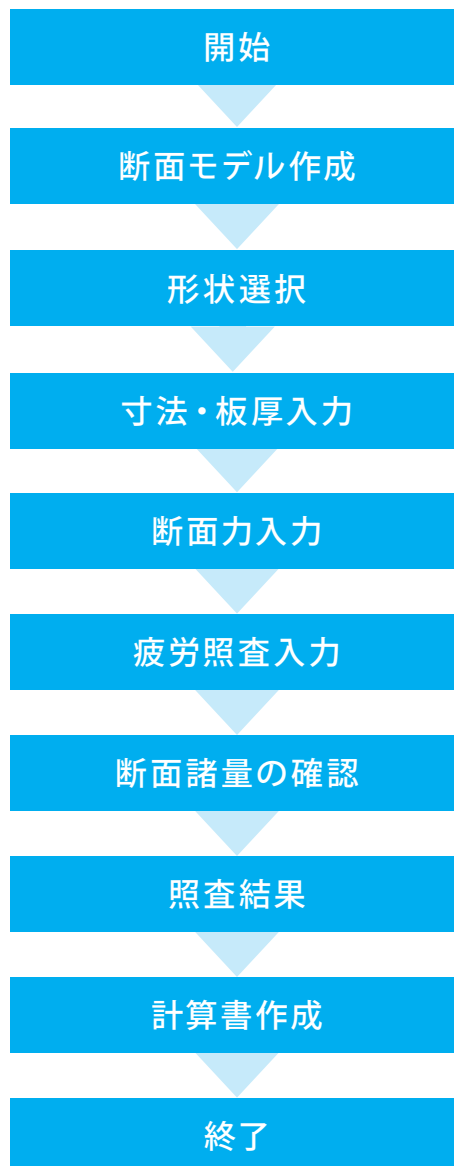 開始
断面モデル作成
形状選択
寸法・板厚入力
断面力入力
疲労照査入力
断面諸量の確認
照査結果
計算書作成
終了